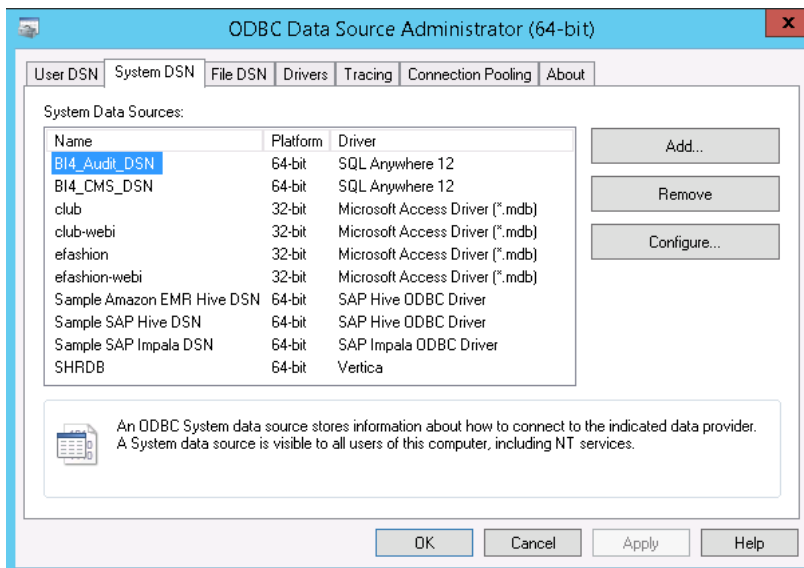 ODBC Data Source Administrator (64-bit)
x
User DSN System DSN File DSN Drivers Tracing Connection Pooling About
System Data Sources:
Name Platform Driver
BI4_Audit_DSN 64-bit SQL Anywhere 12
BI4_CMS_DSN 64-bit SQL Anywhere 12
club 32-bit Microsoft Access Driver (*.mdb)
club-webi 32-bit Microsoft Access Driver (*.mdb)
efashion 32-bit Microsoft Access Driver (*.mdb)
efashion-webi 32-bit Microsoft Access Driver (*.mdb)
Sample Amazon EMR Hive DSN 64-bit SAP Hive ODBC Driver
Sample SAP Hive DSN 64-bit SAP Hive ODBC Driver
Sample SAP Impala DSN 64-bit SAP Impala ODBC Driver
SHRDB 64-bit Vertica
Add...
Remove
Configure...
An ODBC System data source stores information about how to connect to the indicated data provider.
A System data source is visible to all users of this computer, including NT services.
OK Cancel Apply Help